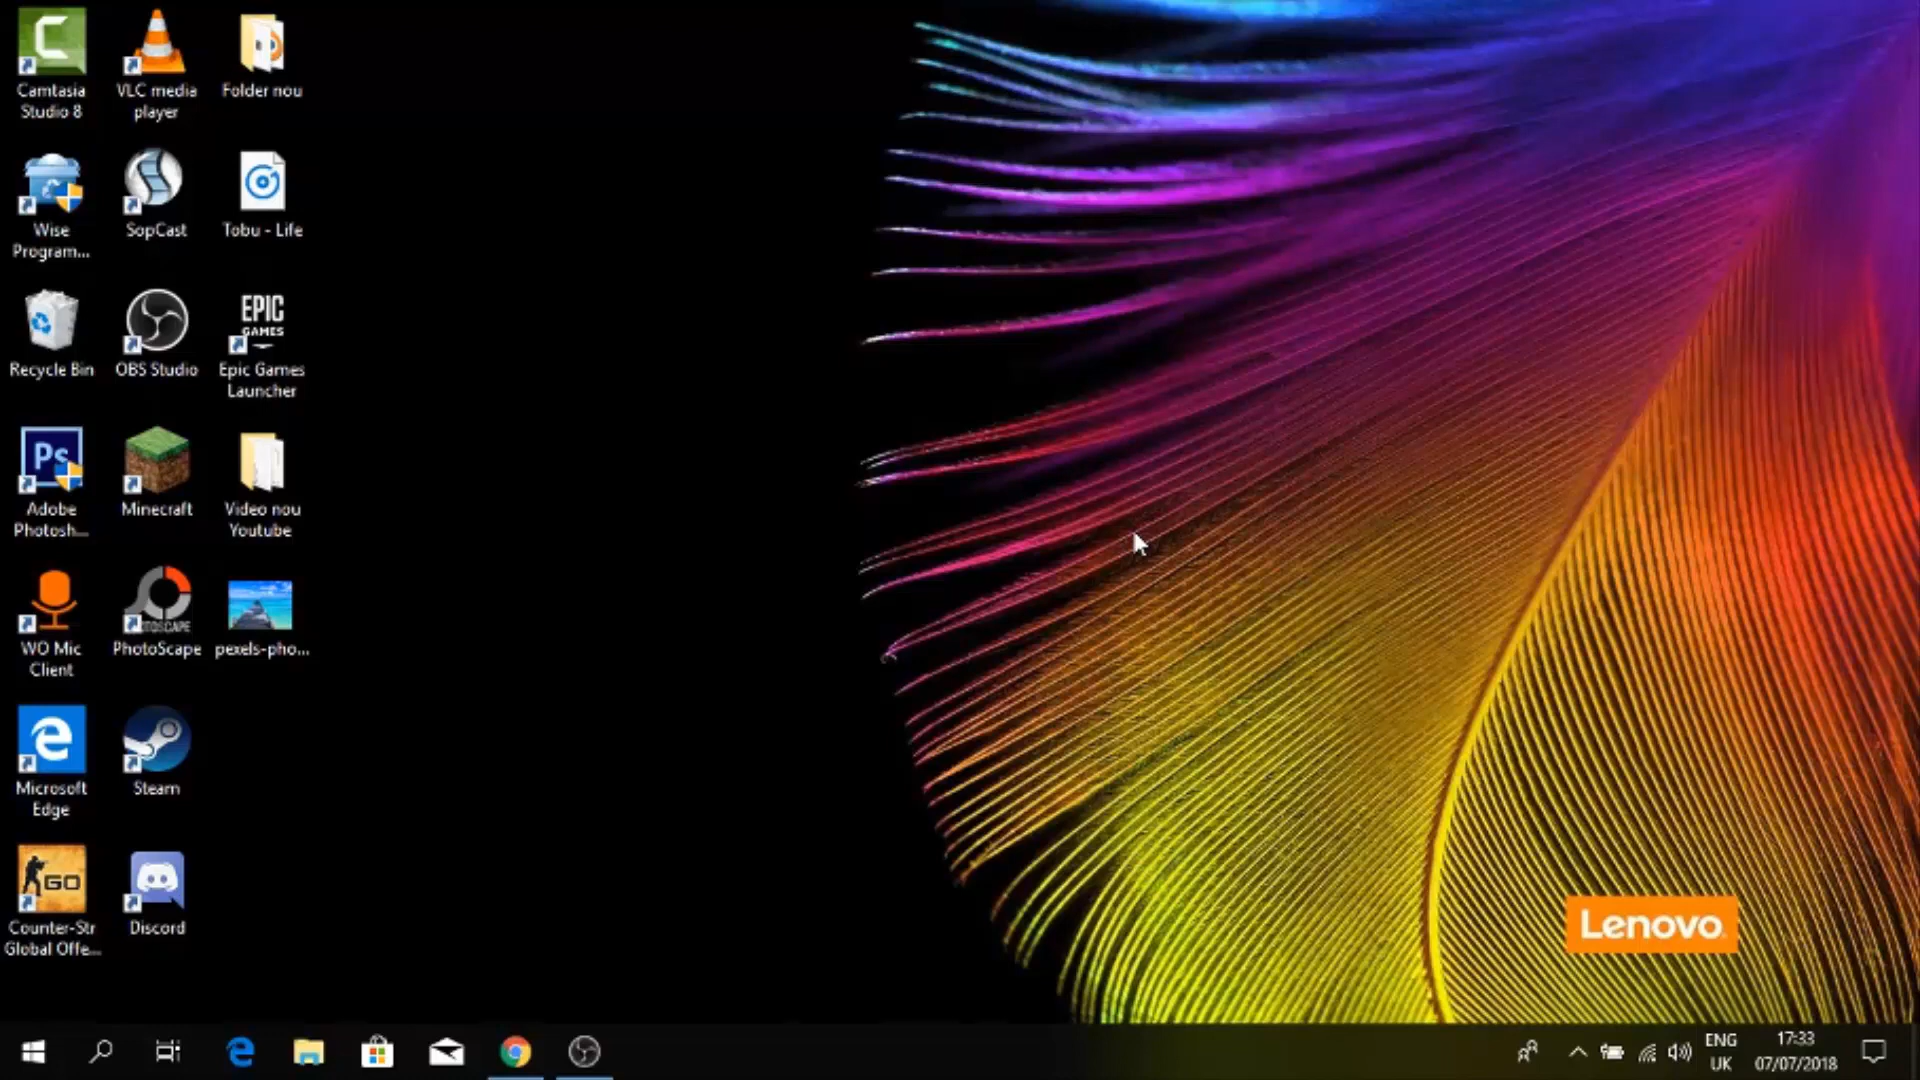 Camtasia
Studio 8
VLC media
player
Folder nou
Wise
Program...
SopCast
Tobu - Life
Recycle Bin
OBS Studio
EPIC
GAMES
Epic Games
Launcher
Ps
Adobe
Photosh...
Minecraft
Video nou
Youtube
WO Mic
Client
PhotoScape
pexels-pho...
Microsoft
Edge
Steam
GO
Counter-Str
Global Offe...
Discord
Lenovo
ENG
UK
17:33
07/07/2018